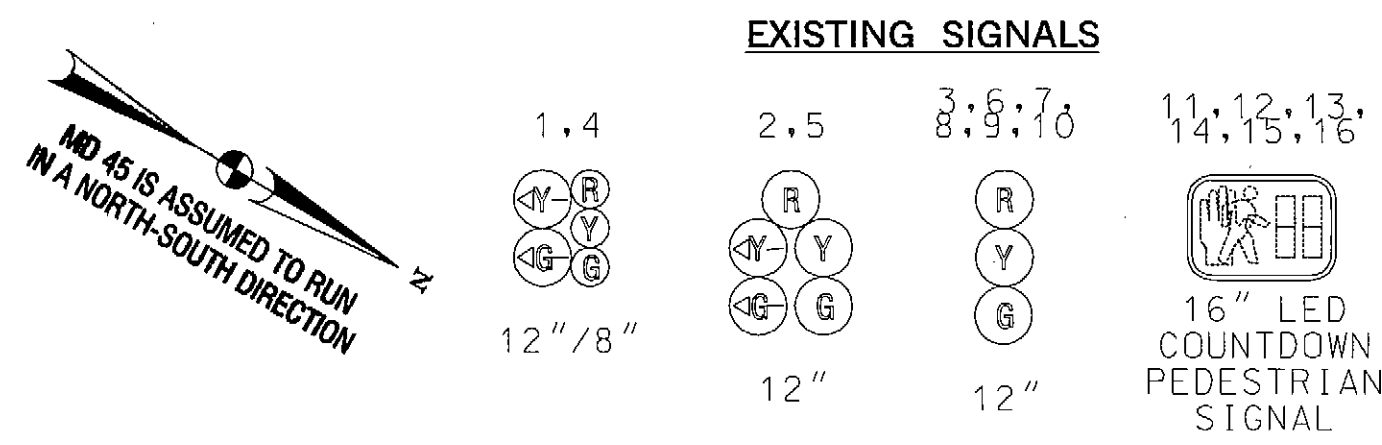 EXISTING SIGNALS
MD 45 IS ASSUMED TO RUN
IN A NORTH-SOUTH DIRECTION
N
1,4
Y R
Y
G G
12"/8"
2,5
R
Y Y
G G
12"
3,6,7,
8,9,10
R
Y
G
12"
11,12,13,
14,15,16
16" LED
COUNTDOWN
PEDESTRIAN
SIGNAL